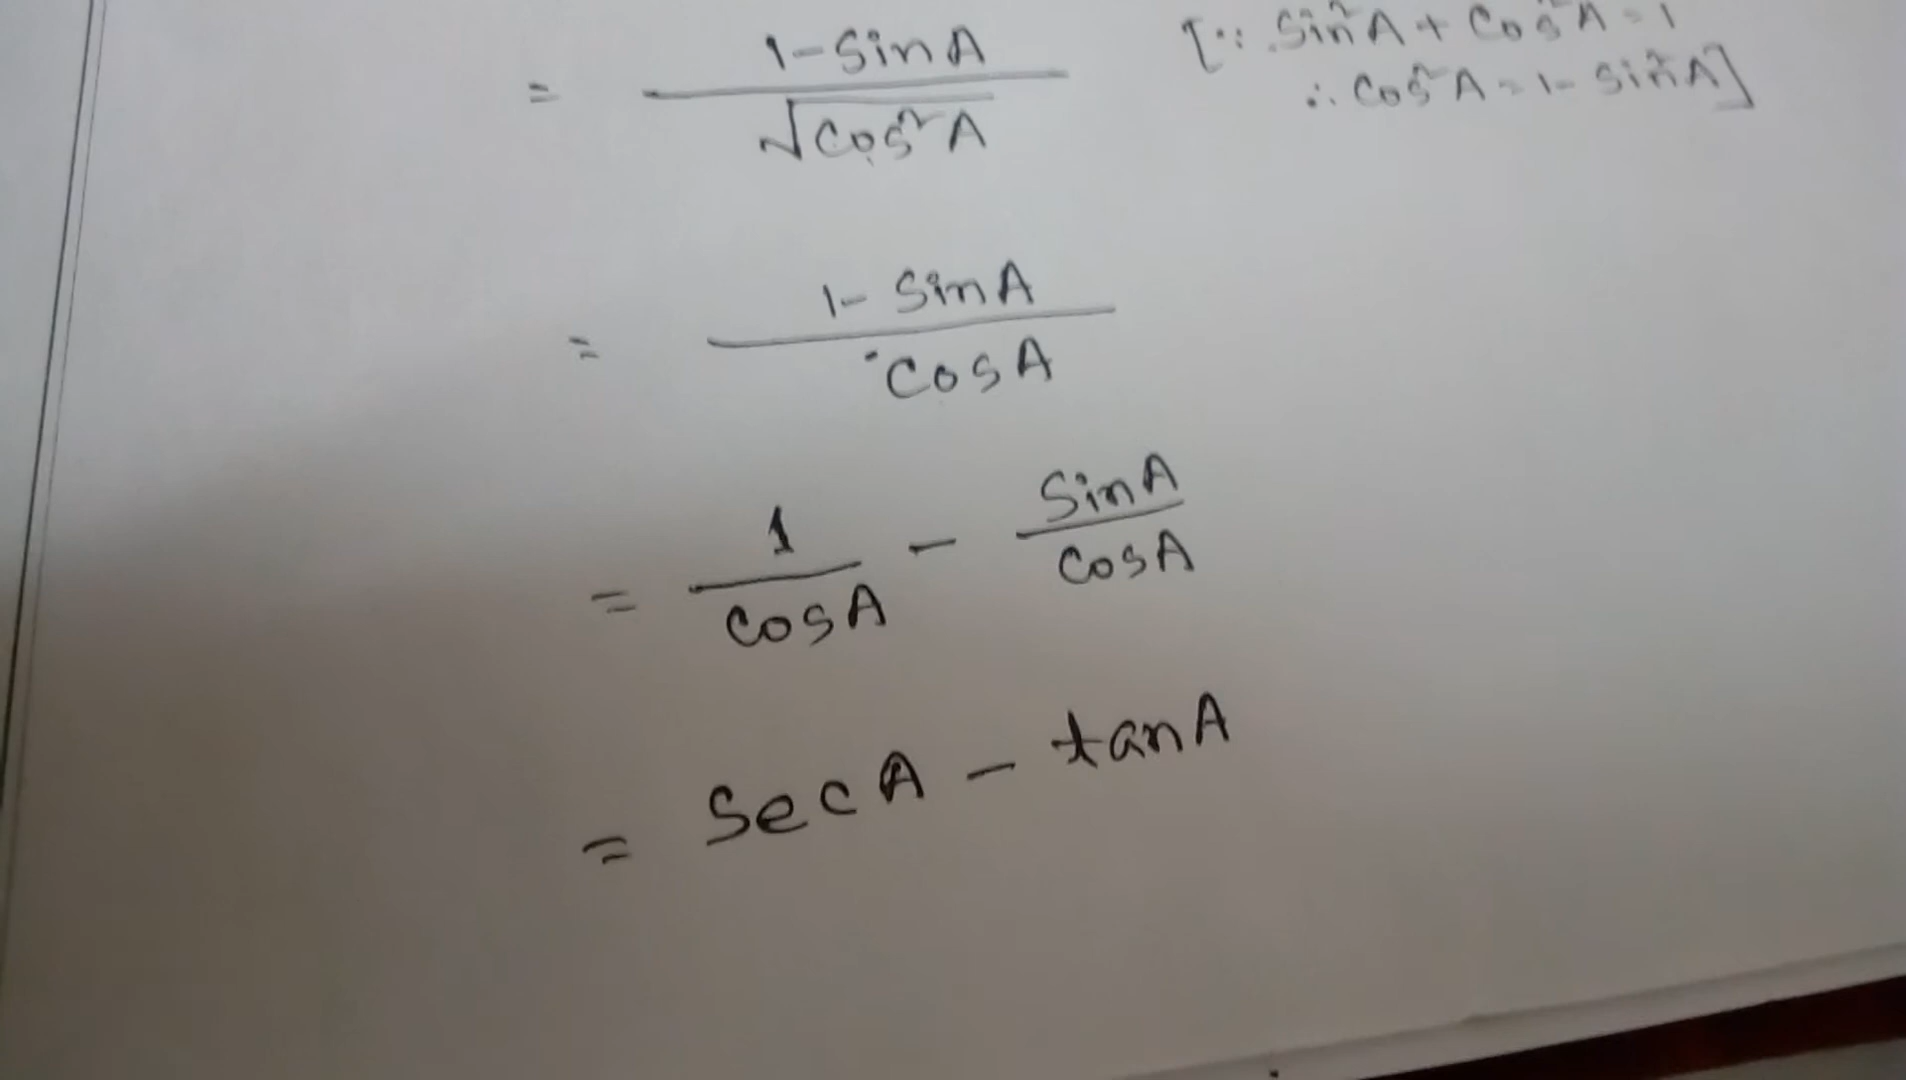 = (1-SinA)/√(Cos²A) [∵ Sin²A + Cos²A = 1
∴ Cos²A = 1 - Sin²A]
= (1 - SinA)/CosA
= 1/CosA - SinA/CosA
= SecA - tanA